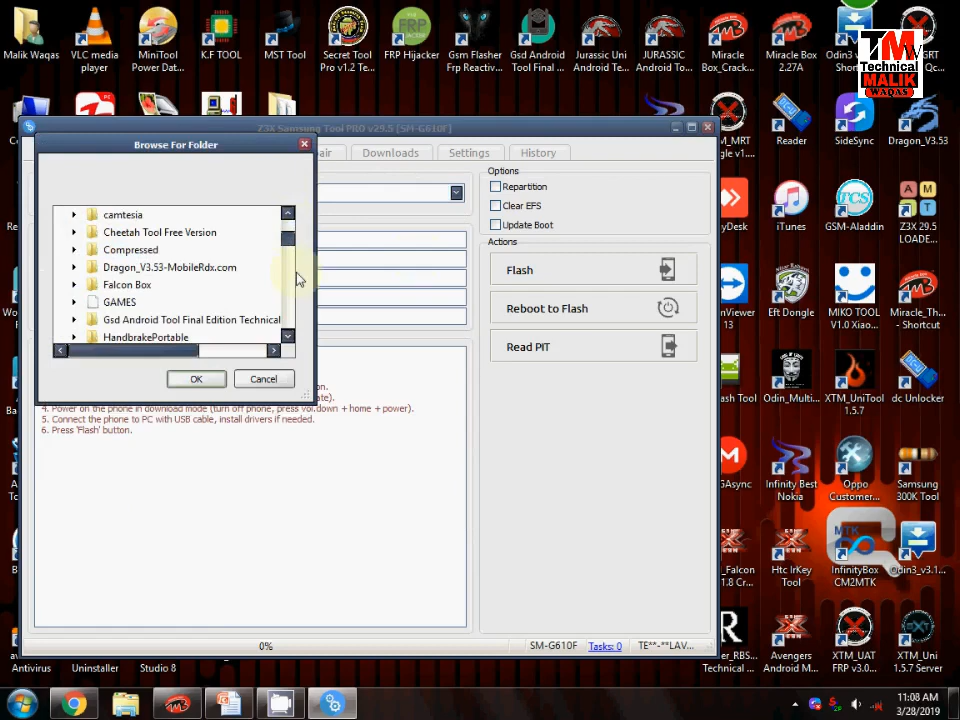 Malik Waqas
VLC media
player
MiniTool
Power Dat...
K.F TOOL
MST Tool
Secret Tool
Pro v1.2 Te...
FRP Hijacker
Gsm Flasher
Frp Reactiv...
Gsd Android
Tool Final ...
Jurassic Uni
Android Te...
JURASSIC
Android To...
Miracle
Box_Crack...
Miracle Box
2.27A
Odin3
Technical
MALIK
WAQAS
Z3X Samsung Tool PRO v29.5 [SM-G610F]
Browse For Folder
Downloads
Settings
History
camtesia
Cheetah Tool Free Version
Compressed
Dragon_V3.53-MobileRdx.com
Falcon Box
GAMES
Gsd Android Tool Final Edition Technical
HandbrakePortable
OK
Cancel
4. Power on the phone in download mode (turn off phone, press vol.down + home + power).
5. Connect the phone to PC with USB cable, install drivers if needed.
6. Press 'Flash' button.
Options
Repartition
Clear EFS
Update Boot
Actions
Flash
Reboot to Flash
Read PIT
0%
SM-G610F
Tasks: 0
TE**-**LAV...
Reader
SideSync
Dragon_V3.53
iTunes
GSM-Aladdin
Z3X 29.5
LOADE...
13
Eft Dongle
MIKO TOOL
V1.0 Xiao...
Miracle_Th...
- Shortcut
Odin_Multi...
XTM_UniTool
1.5.7
dc Unlocker
Infinity Best
Nokia
Oppo
Customer...
Samsung
300K Tool
Htc IrKey
Tool
MTK
InfinityBox
CM2MTK
Odin3_v3.1...
Antivirus
Uninstaller
Studio 8
Technical ...
Avengers
Android M...
XTM_UAT
FRP v3.0...
XTM_Uni
1.5.7 Server
11:08 AM
3/28/2019